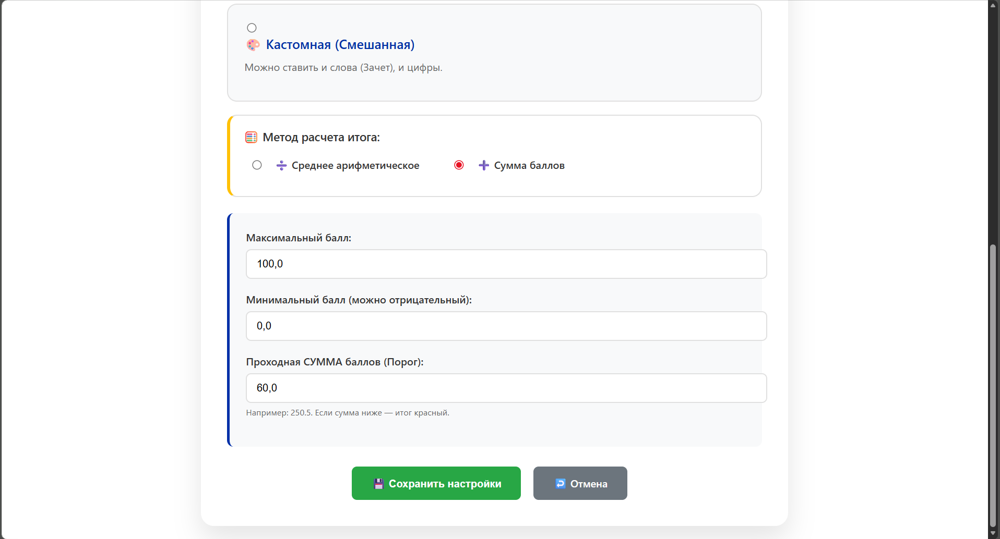 Кастомная (Смешанная)
Можно ставить и слова (Зачет), и цифры.
Метод расчета итога:
Среднее арифметическое
Сумма баллов
Максимальный балл:
100,0
Минимальный балл (можно отрицательный):
0,0
Проходная СУММА баллов (Порог):
60,0
Например: 250.5. Если сумма ниже — итог красный.
Сохранить настройки
Отмена